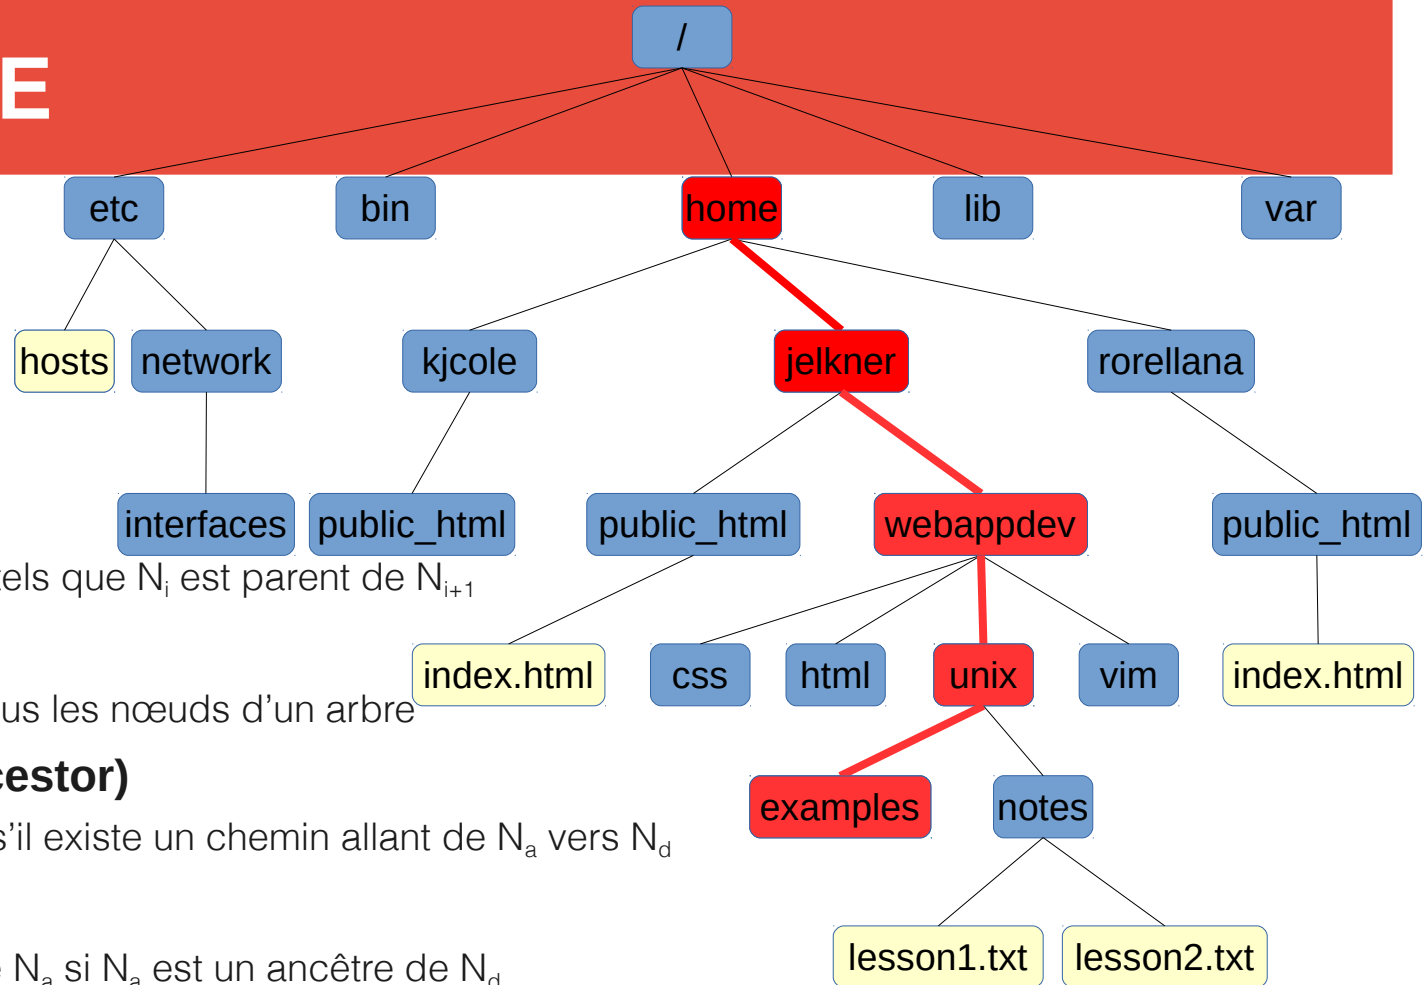 /
E
etc bin home lib var
hosts network kjcole jelkner rorellana
interfaces public_html public_html webappdev public_html
tels que Ni est parent de Ni+1
index.html css html unix vim index.html
us les nœuds d’un arbre
cestor)
examples notes
s’il existe un chemin allant de Na vers Nd
lesson1.txt lesson2.txt
e Na si Na est un ancêtre de Nd